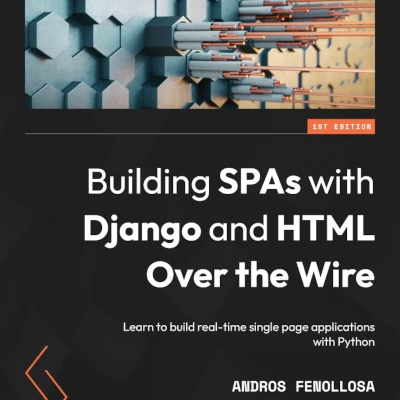 1ST EDITION
Building SPAs with
Django and HTML
Over the Wire
Learn to build real-time single page applications
with Python
ANDROS FENOLLOSA